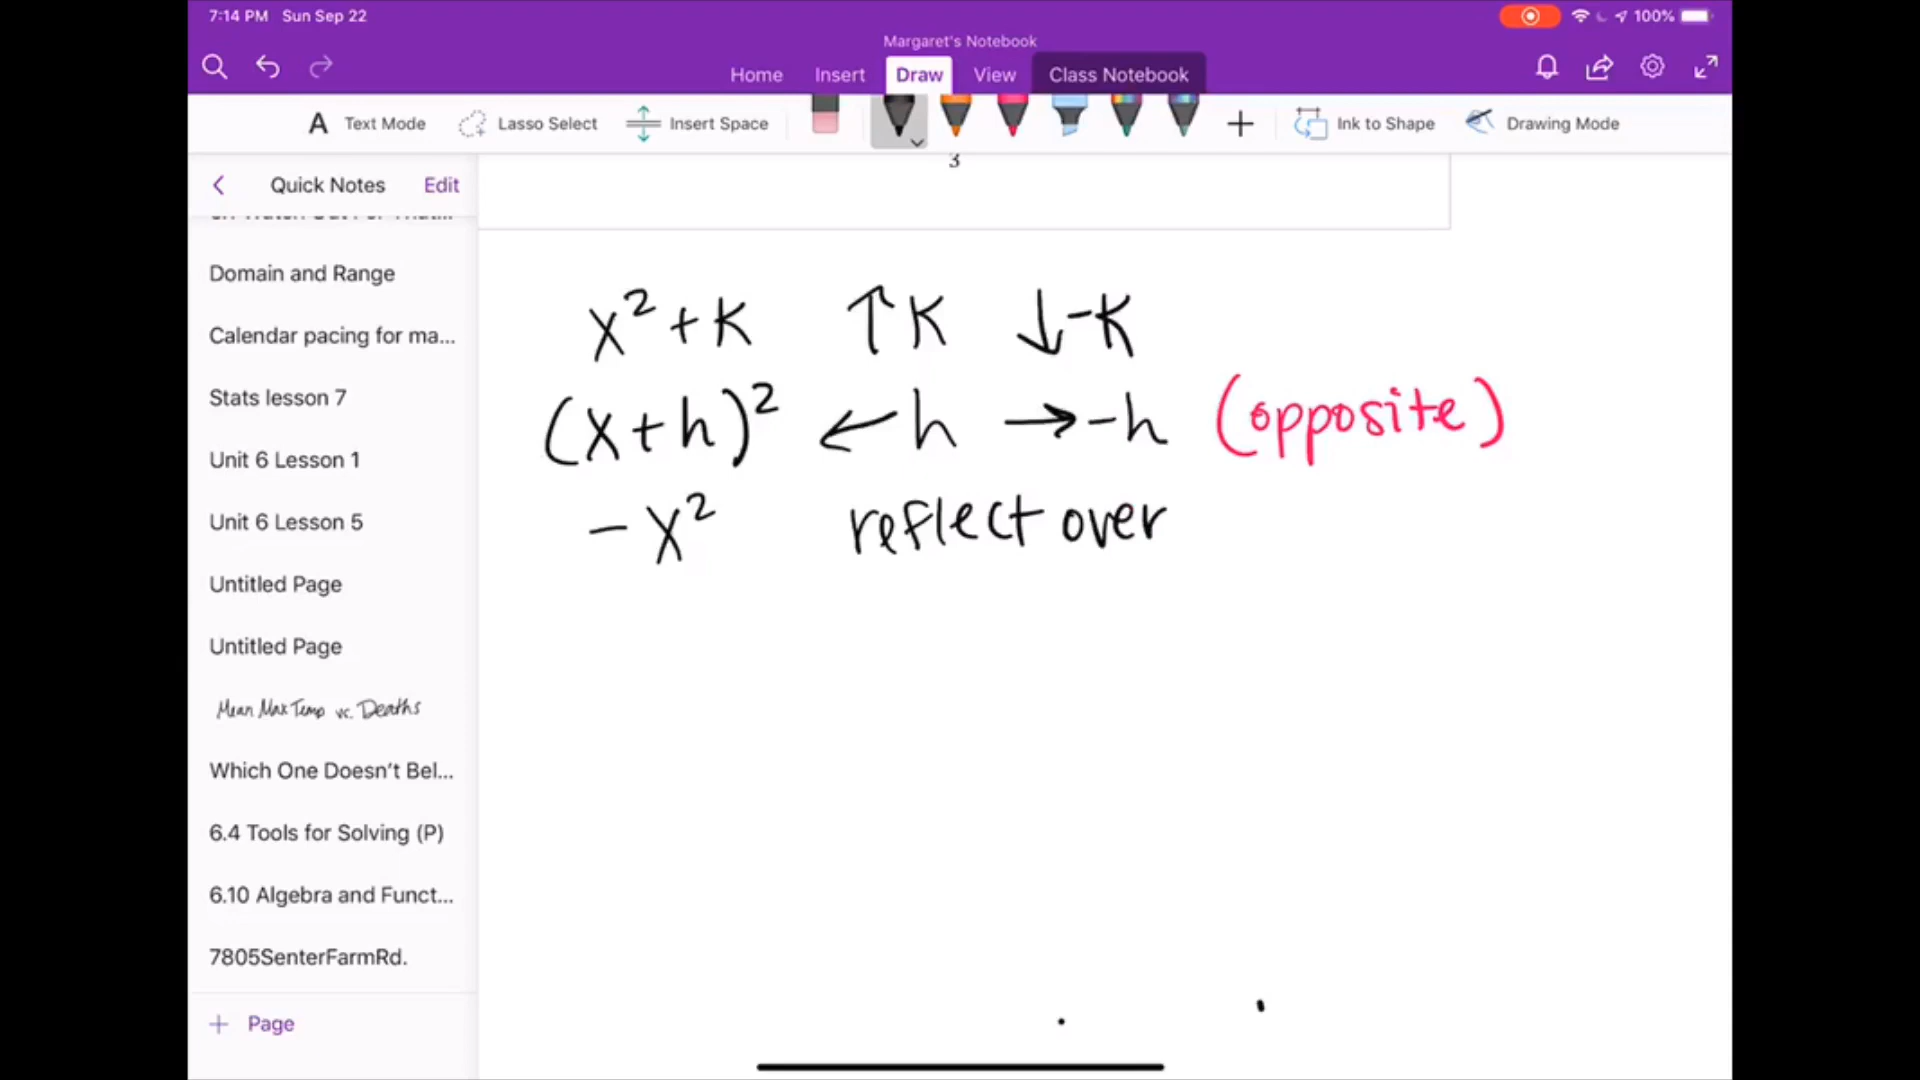 7:14 PM Sun Sep 22 100%
Margaret's Notebook
Home Insert Draw View Class Notebook
Text Mode Lasso Select Insert Space Ink to Shape Drawing Mode
3
Quick Notes Edit
Domain and Range
Calendar pacing for ma...
Stats lesson 7
Unit 6 Lesson 1
Unit 6 Lesson 5
Untitled Page
Untitled Page
Mean Max Temp vs. Deaths
Which One Doesn't Bel...
6.4 Tools for Solving (P)
6.10 Algebra and Funct...
7805SenterFarmRd.
+ Page
x² + K ↑ K ↓ -K
(x+h)² ← h → -h (opposite)
-x² reflect over